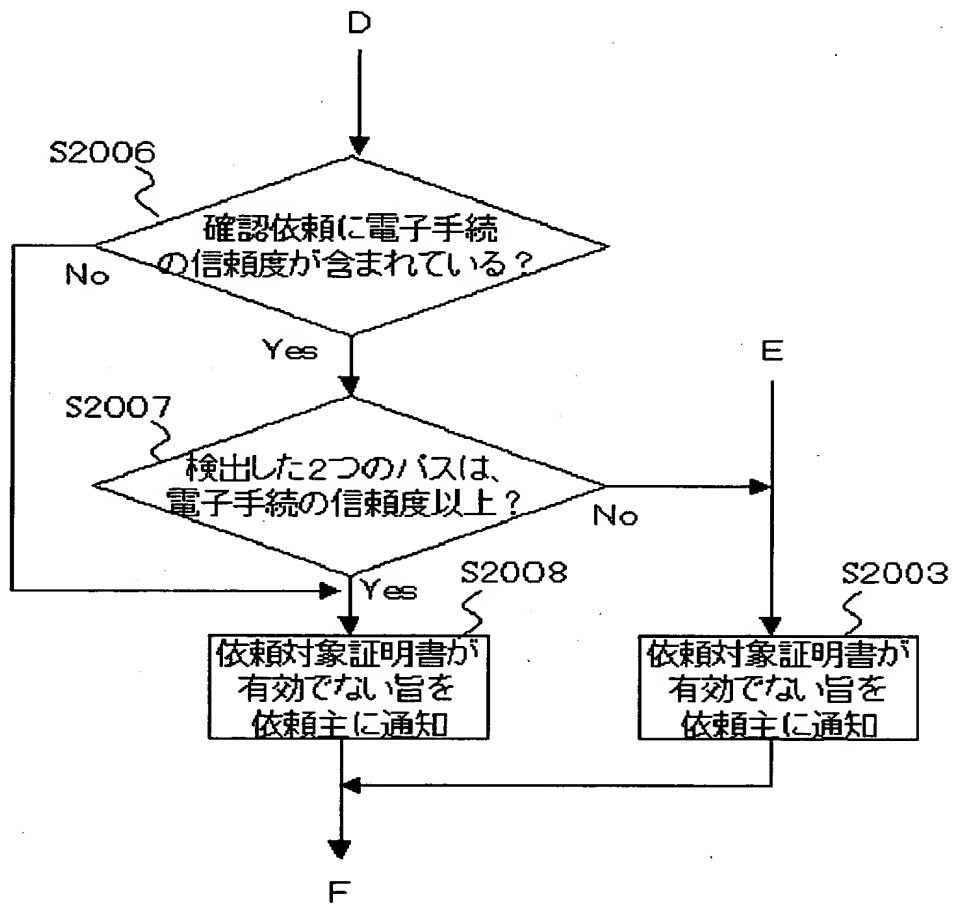 D
S2006
確認依頼に電子手続
の信頼度が含まれている？
No
Yes
E
S2007
検出した2つのパスは、
電子手続の信頼度以上？
No
Yes
S2008
S2003
依頼対象証明書が
有効でない旨を
依頼主に通知
依頼対象証明書が
有効でない旨を
依頼主に通知
F